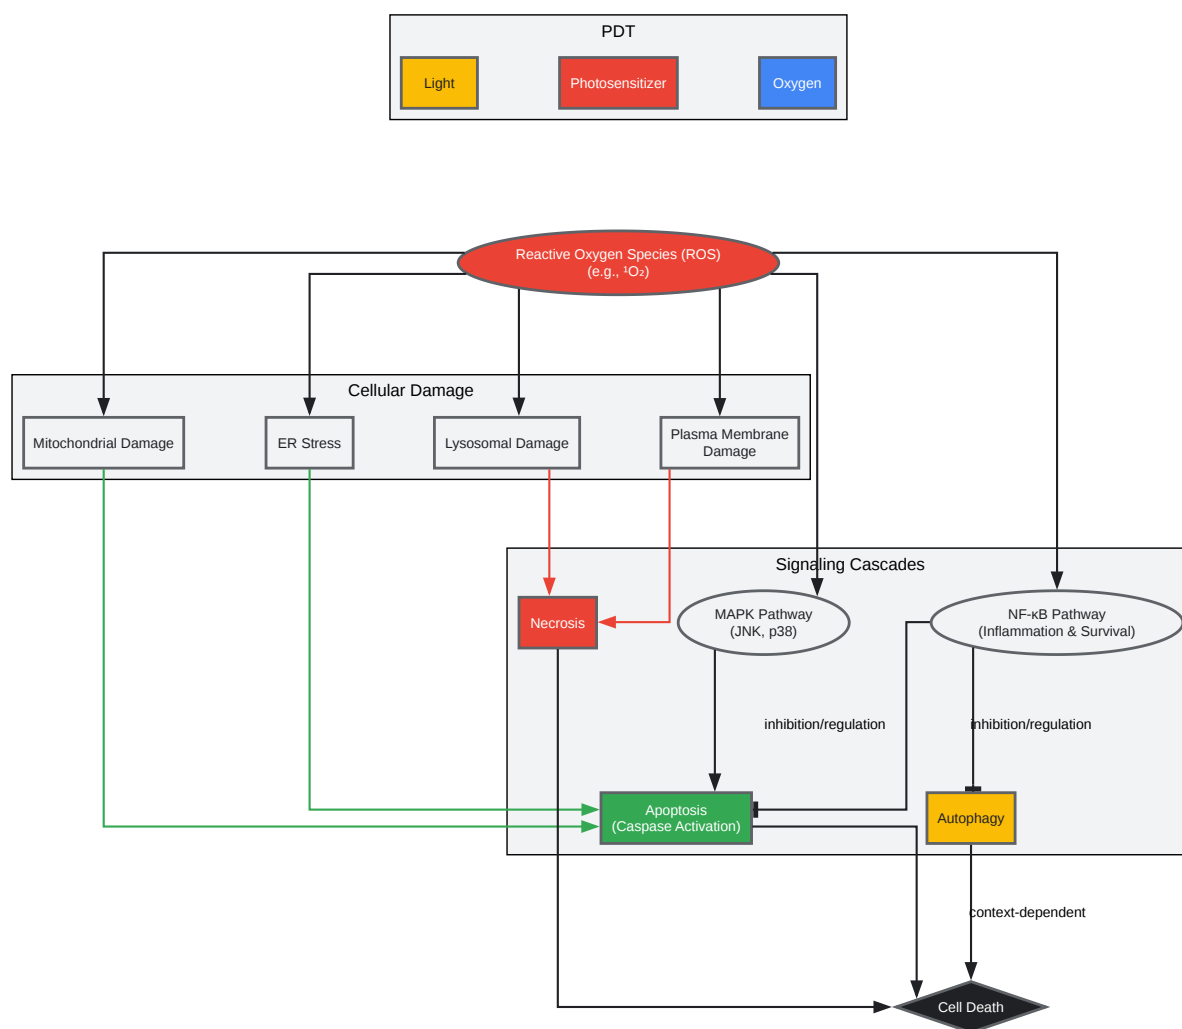 PDT
Light
Photosensitizer
Oxygen
Reactive Oxygen Species (ROS)
(e.g., ¹O₂)
Cellular Damage
Mitochondrial Damage
ER Stress
Lysosomal Damage
Plasma Membrane
Damage
Signaling Cascades
Necrosis
MAPK Pathway
(JNK, p38)
NF-κB Pathway
(Inflammation & Survival)
inhibition/regulation
inhibition/regulation
Apoptosis
(Caspase Activation)
Autophagy
context-dependent
Cell Death